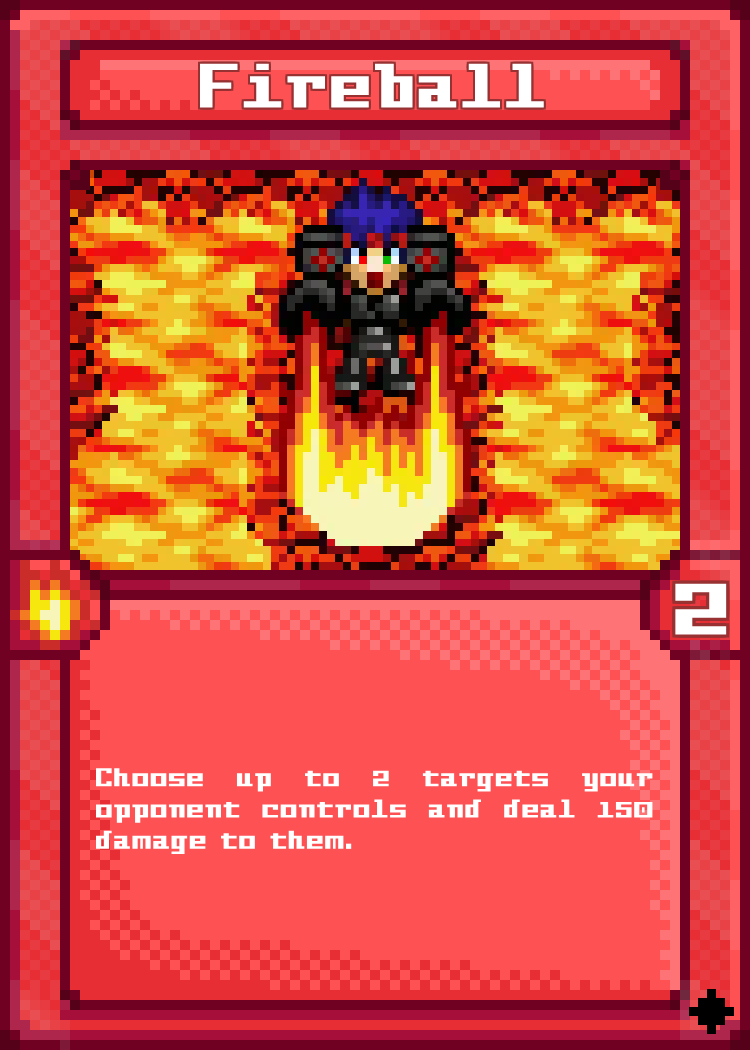 Fireball
2
Choose up to 2 targets your
opponent controls and deal 150
damage to them.